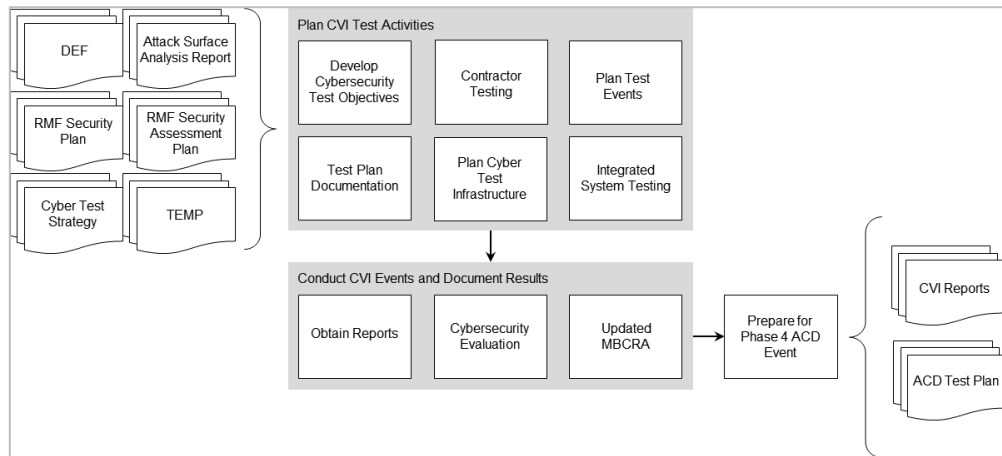 DEF
Attack Surface
Analysis Report
RMF Security
Plan
RMF Security
Assessment
Plan
Cyber Test
Strategy
TEMP
Plan CVI Test Activities
Develop
Cybersecurity
Test Objectives
Contractor
Testing
Plan Test
Events
Test Plan
Documentation
Plan Cyber
Test
Infrastructure
Integrated
System Testing
Conduct CVI Events and Document Results
Obtain Reports
Cybersecurity
Evaluation
Updated
MBCRA
Prepare for
Phase 4 ACD
Event
CVI Reports
ACD Test Plan